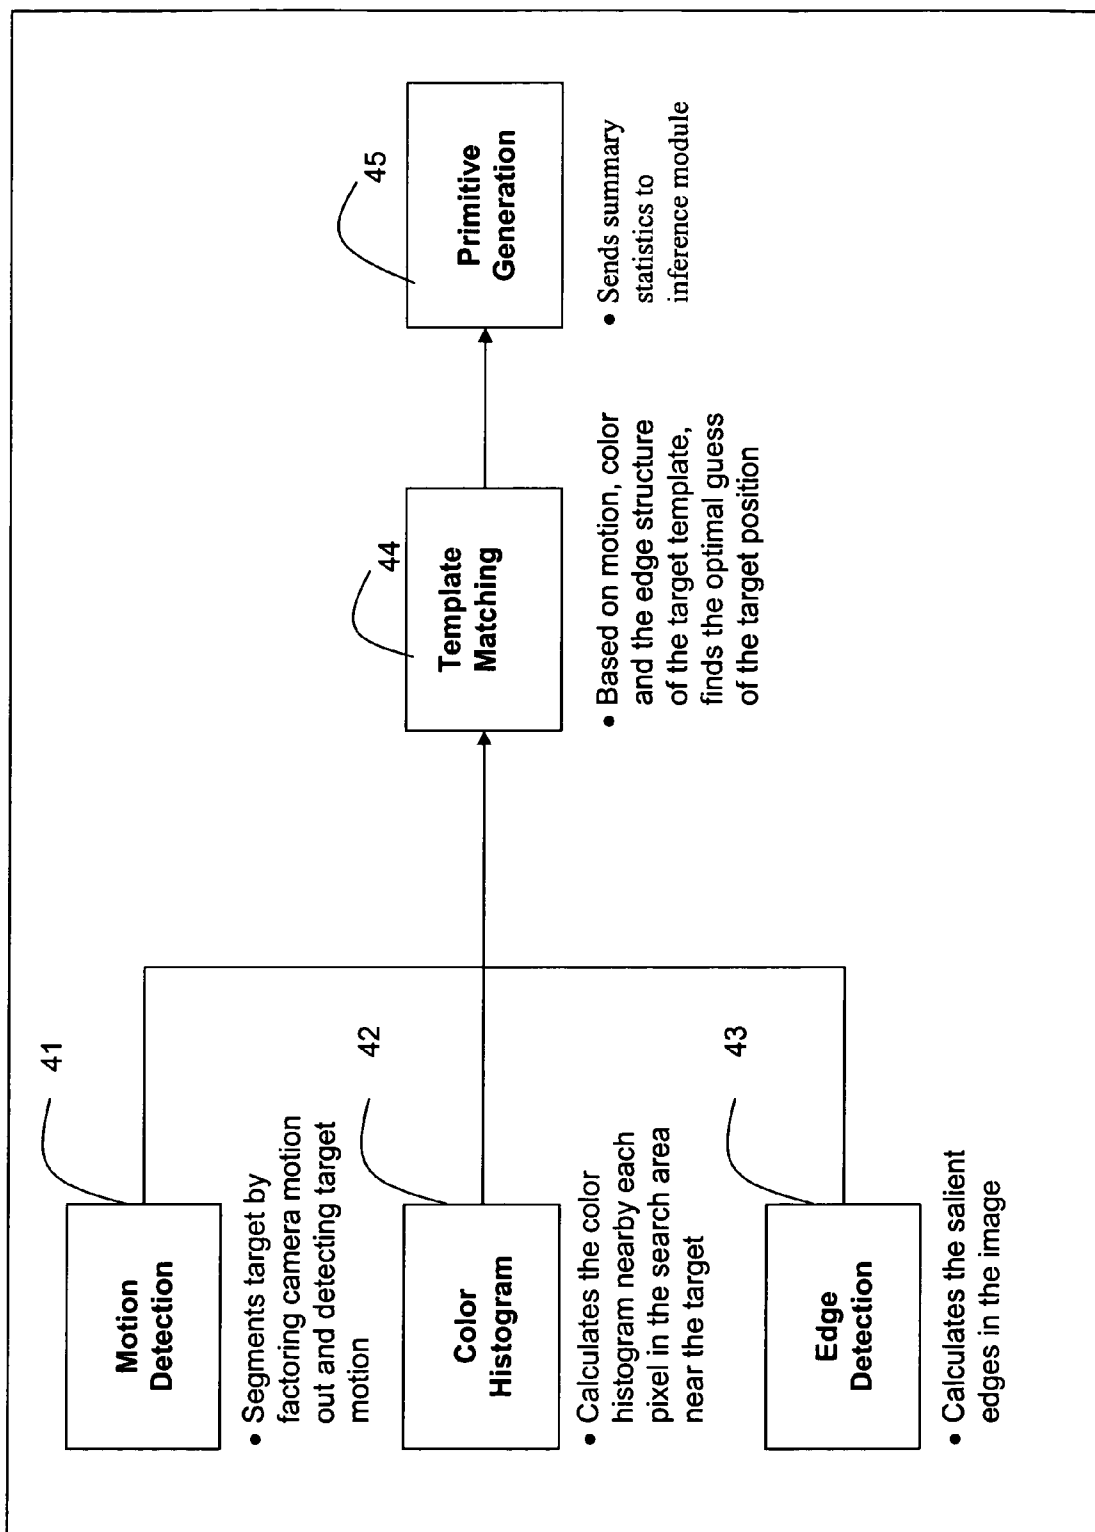 41
Motion
Detection
• Segments target by
factoring camera motion
out and detecting target
motion
42
Color
Histogram
• Calculates the color
histogram nearby each
pixel in the search area
near the target
43
Edge
Detection
• Calculates the salient
edges in the image
44
Template
Matching
• Based on motion, color
and the edge structure
of the target template,
finds the optimal guess
of the target position
45
Primitive
Generation
• Sends summary
statistics to
inference module